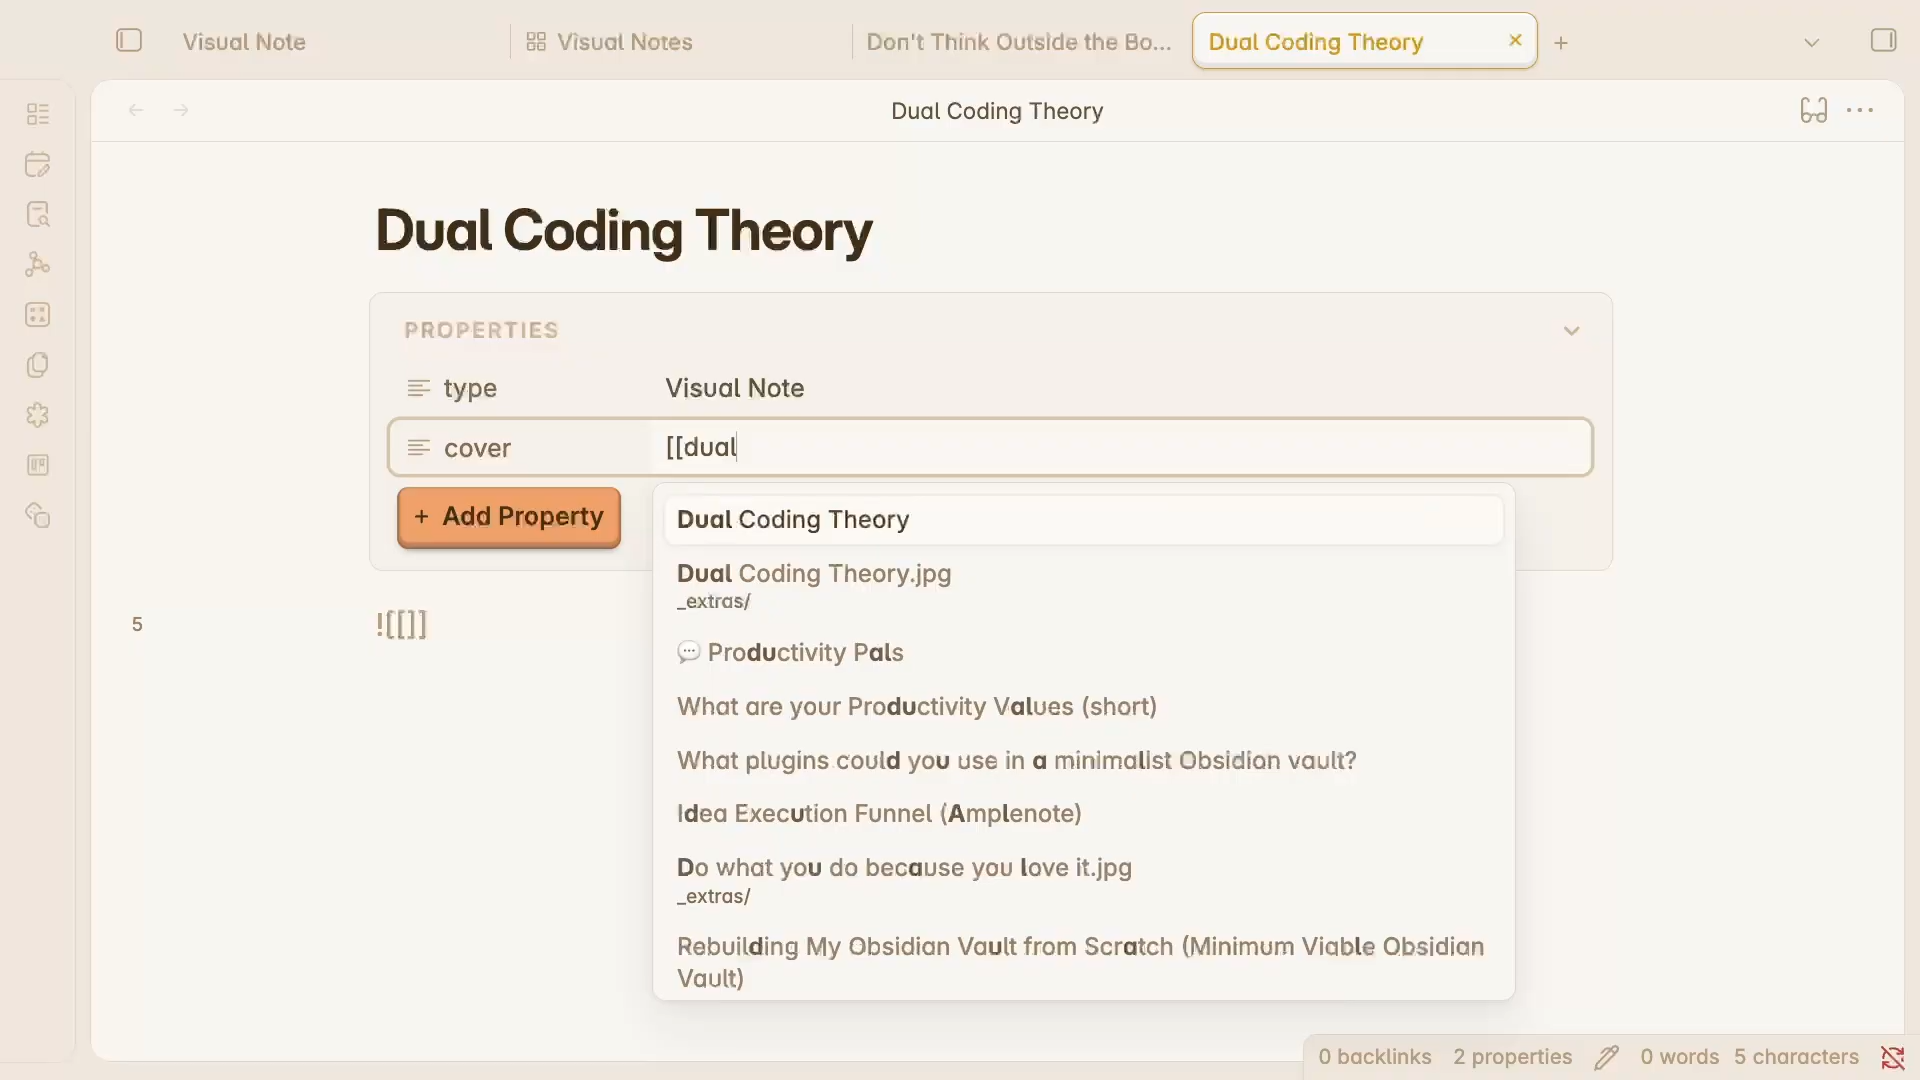 Visual Note
Visual Notes
Don't Think Outside the Bo...
Dual Coding Theory
Dual Coding Theory
Dual Coding Theory
PROPERTIES
type
Visual Note
cover
[[dual
+ Add Property
Dual Coding Theory
Dual Coding Theory.jpg
_extras/
💬 Productivity Pals
What are your Productivity Values (short)
What plugins could you use in a minimalist Obsidian vault?
Idea Execution Funnel (Amplenote)
Do what you do because you love it.jpg
_extras/
Rebuilding My Obsidian Vault from Scratch (Minimum Viable Obsidian
Vault)
5
![[]]
0 backlinks
2 properties
0 words
5 characters